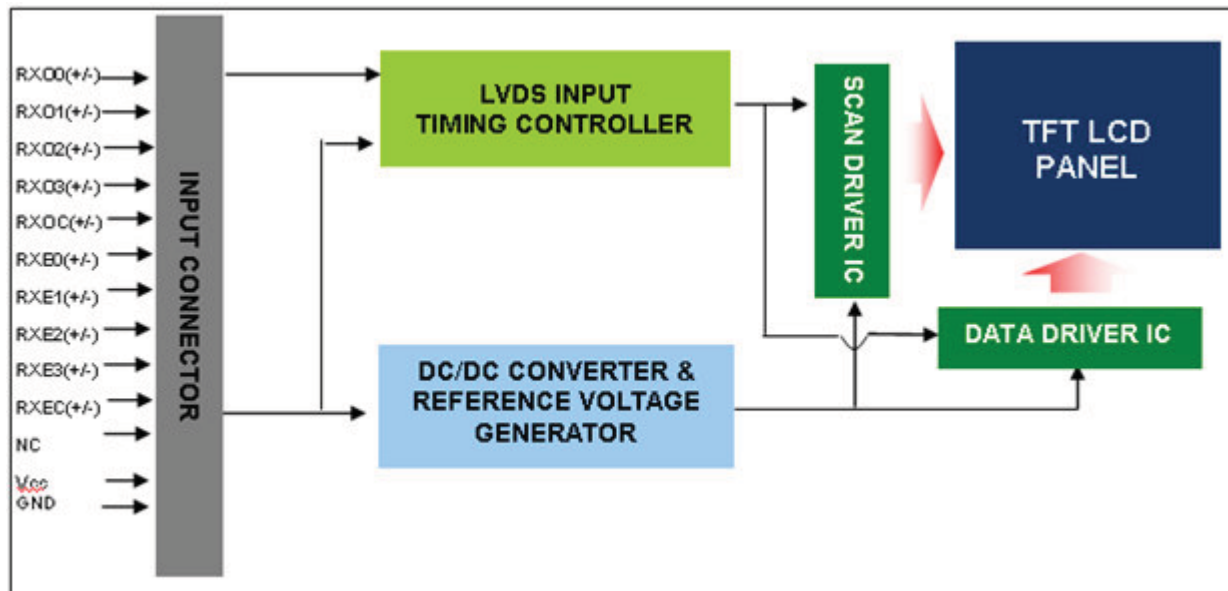 RXO0(+/-)
RXO1(+/-)
RXO2(+/-)
RXO3(+/-)
RXOC(+/-)
RXE0(+/-)
RXE1(+/-)
RXE2(+/-)
RXE3(+/-)
RXEC(+/-)
NC
Vcc
GND
INPUT CONNECTOR
LVDS INPUT
TIMING CONTROLLER
DC/DC CONVERTER &
REFERENCE VOLTAGE
GENERATOR
SCAN DRIVER IC
TFT LCD
PANEL
DATA DRIVER IC